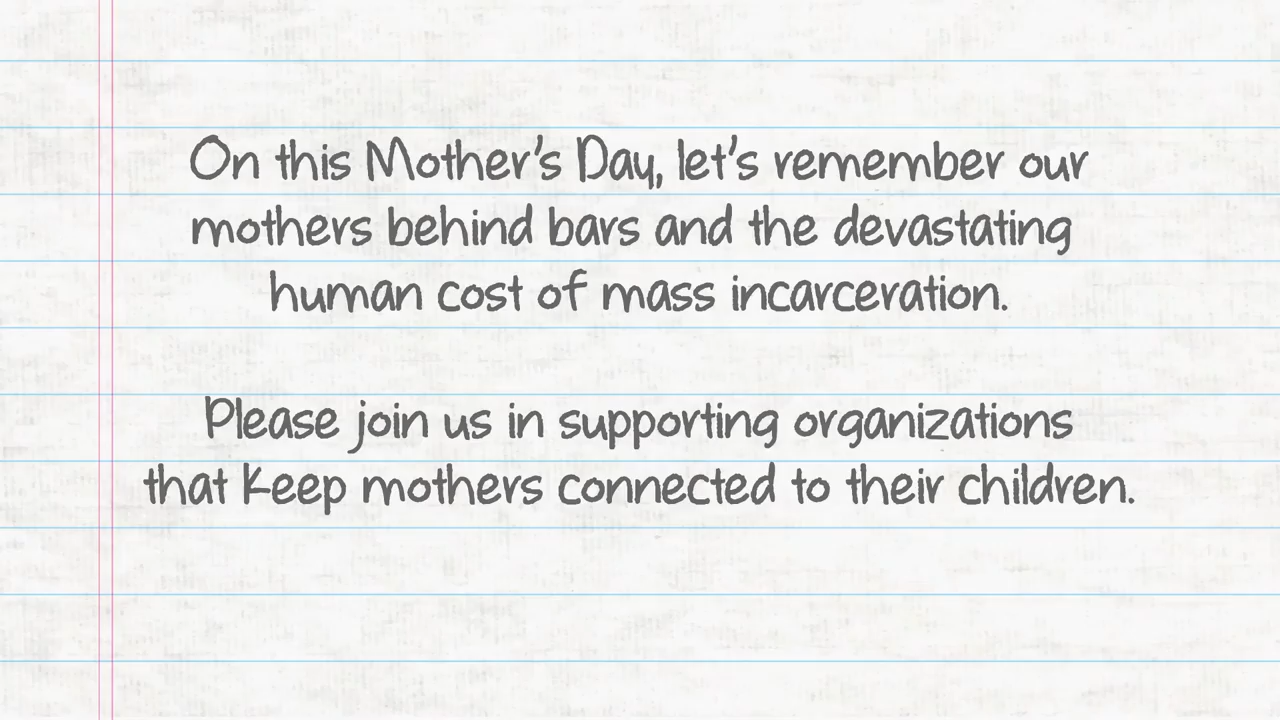 On this Mother's Day, let's remember our
mothers behind bars and the devastating
human cost of mass incarceration.
Please join us in supporting organizations
that keep mothers connected to their children.